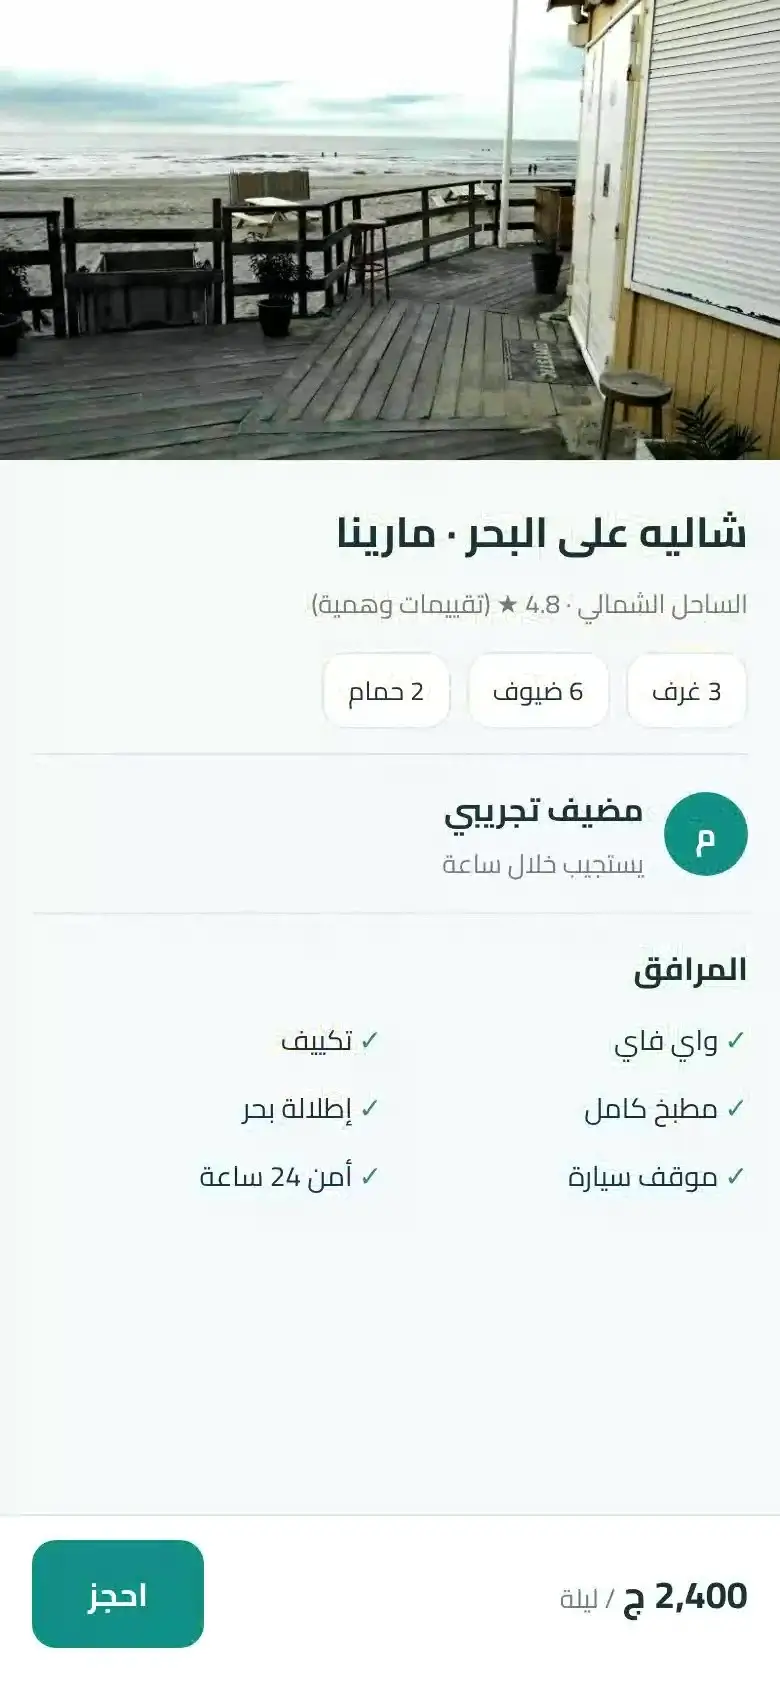 شاليه على البحر · مارينا
الساحل الشمالي · 4.8 ★ (تقييمات وهمية)
3 غرف
6 ضيوف
2 حمام
م
مضيف تجريبي
يستجيب خلال ساعة
المرافق
✓ واي فاي
✓ تكييف
✓ مطبخ كامل
✓ إطلالة بحر
✓ موقف سيارة
✓ أمن 24 ساعة
2,400 ج / ليلة
احجز